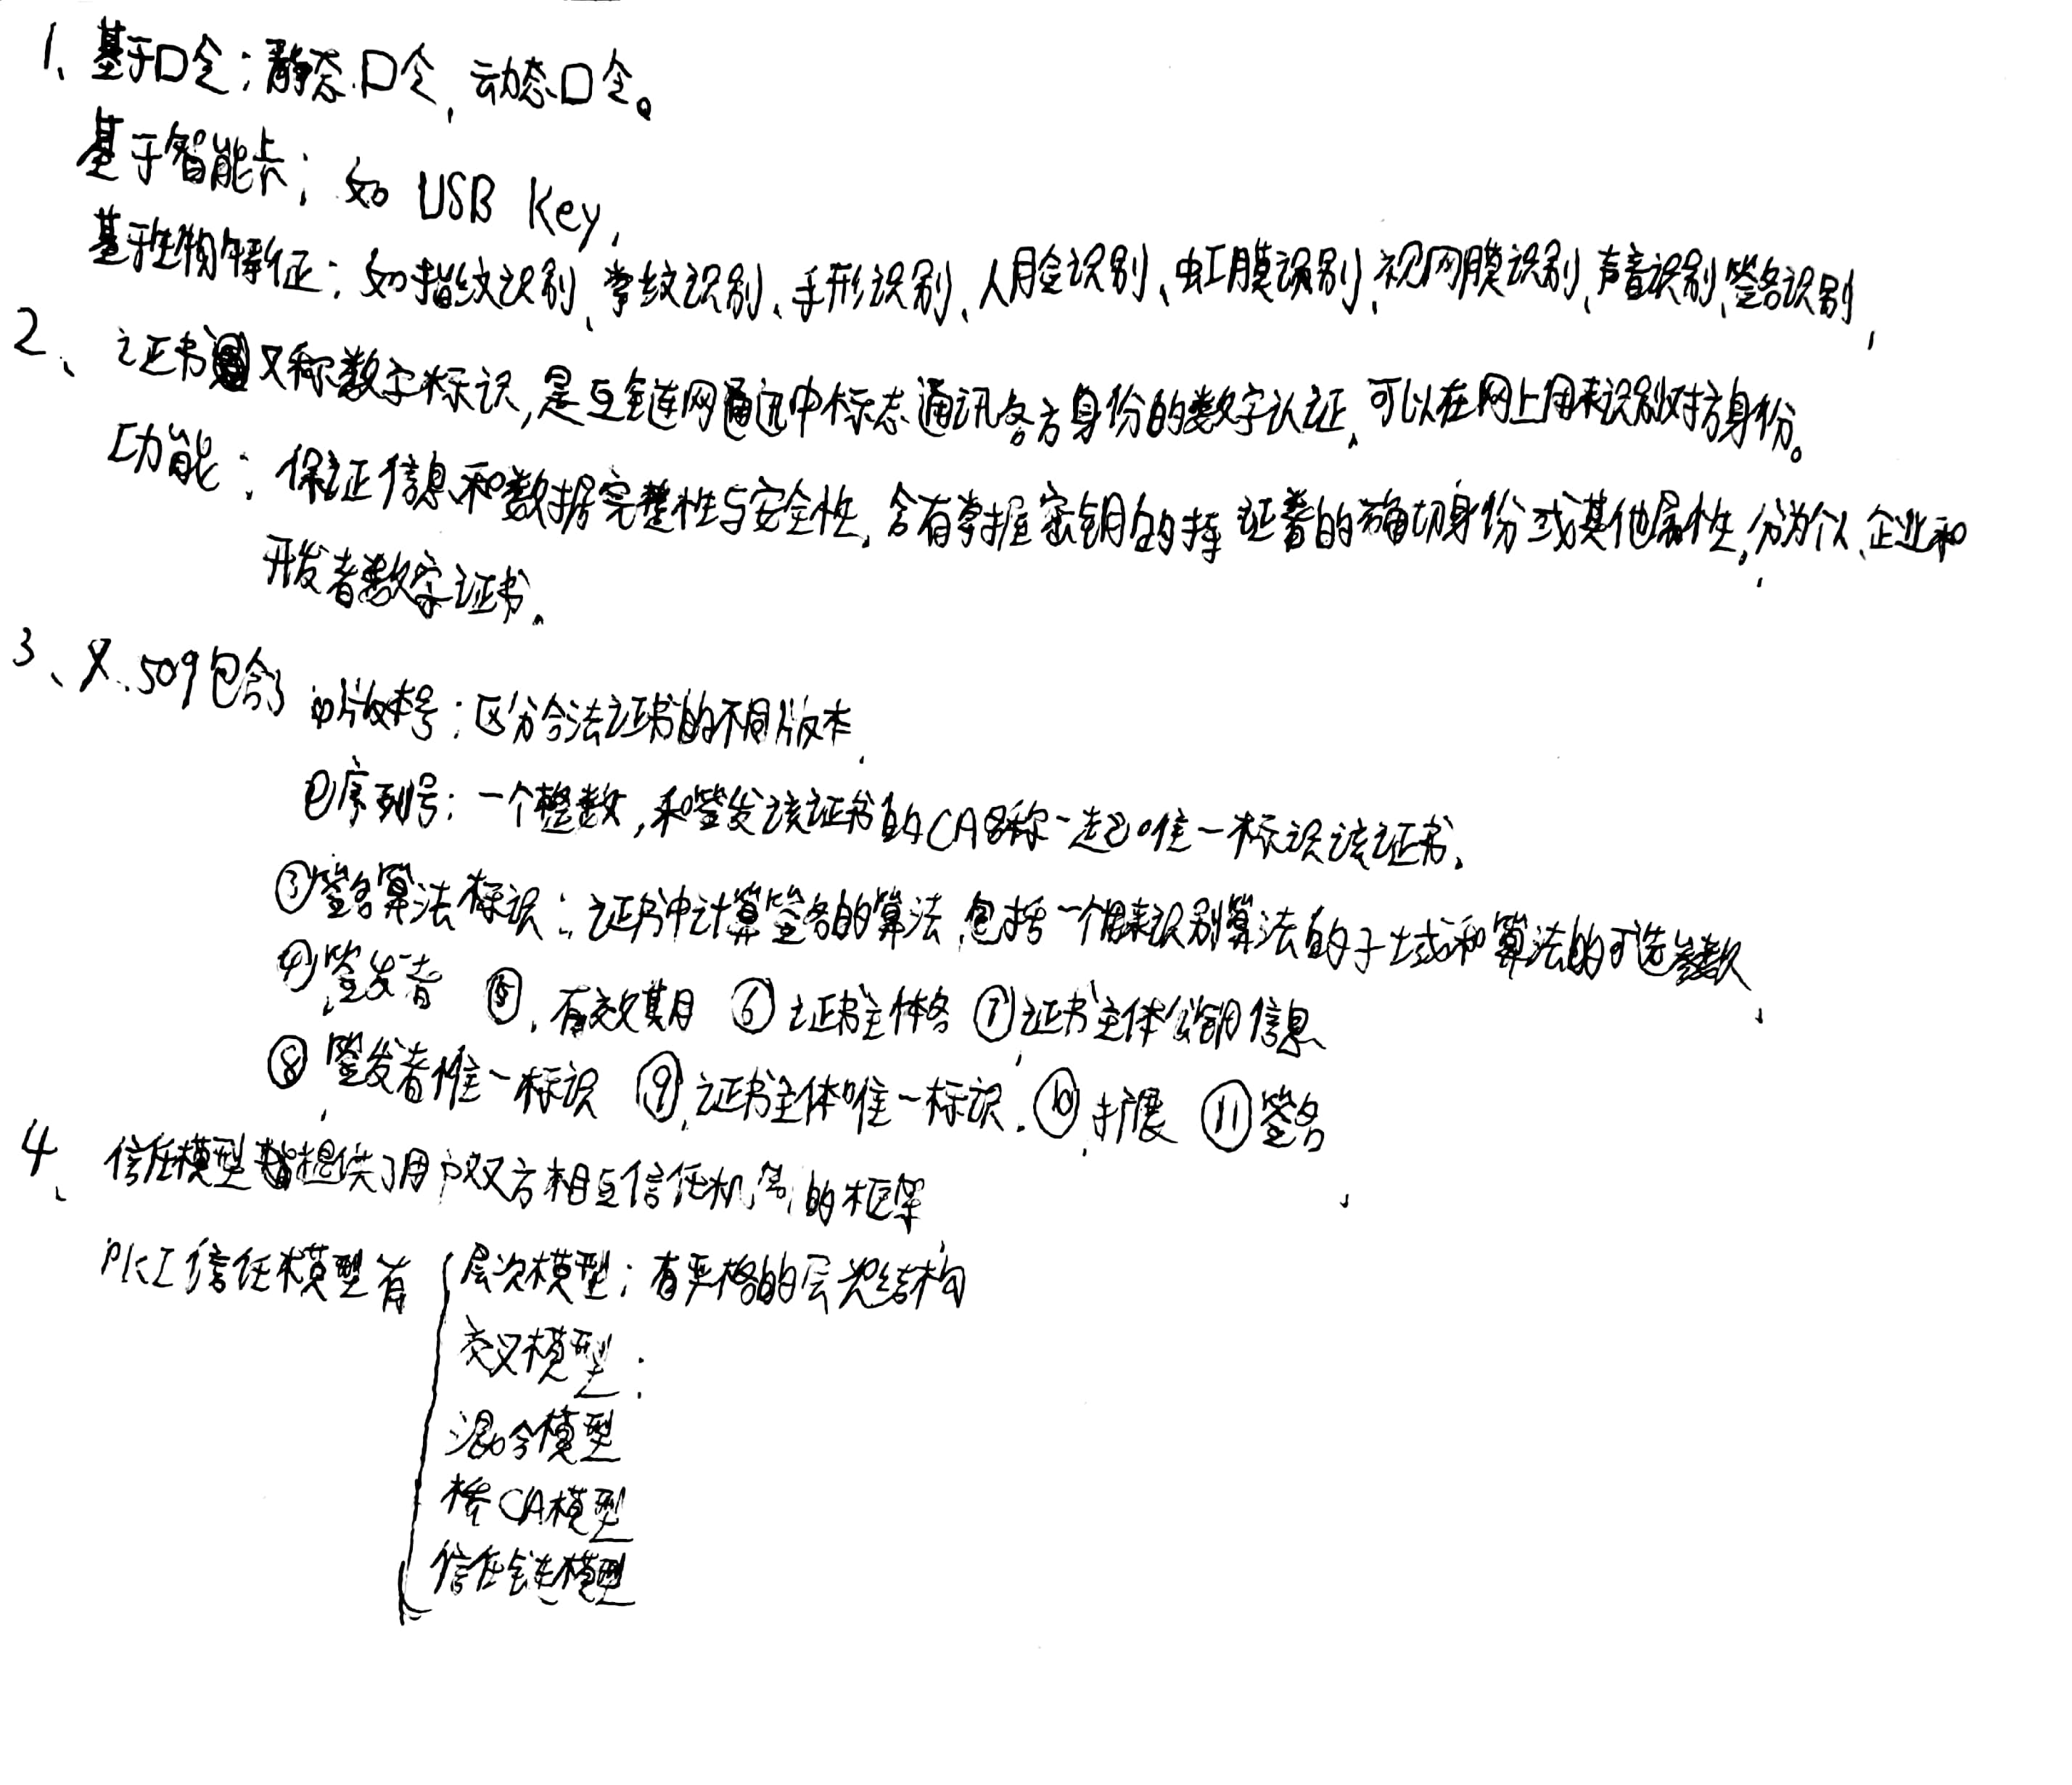 1、基于口令：静态口令、动态口令。
基于智能卡：如 USB Key，
基于生物特征：如指纹识别、掌纹识别、手形识别、人脸识别、虹膜识别、视网膜识别、声音识别、签名识别，
2、证书又称数字标识，是互链网通讯中标志通讯各方身份的数字认证，可以在网上用来识别对方身份。
功能：保证信息和数据完整性与安全性，含有掌握密钥的持证着的确切身份或其他属性，分为个人、企业和
开发者数字证书。
3、X.509包含 ①版本号：区分合法证书的不同版本，
②序列号：一个整数，和签发该证书的CA名称一起唯一标识该证书。
③签名算法标识：证书中计算签名的算法，包括一个用来识别算法的子域和算法的可选参数，
④签发者 ⑤有效期 ⑥证书主体名 ⑦证书主体公钥信息
⑧签发者惟一标识 ⑨证书主体唯一标识. ⑩扩展 ⑪签名
4、信任模型提供了用户双方相互信任机制的框架，
PKI信任模型有 层次模型：有严格的层次结构
交叉模型：
混合模型
桥CA模型
信任链模型